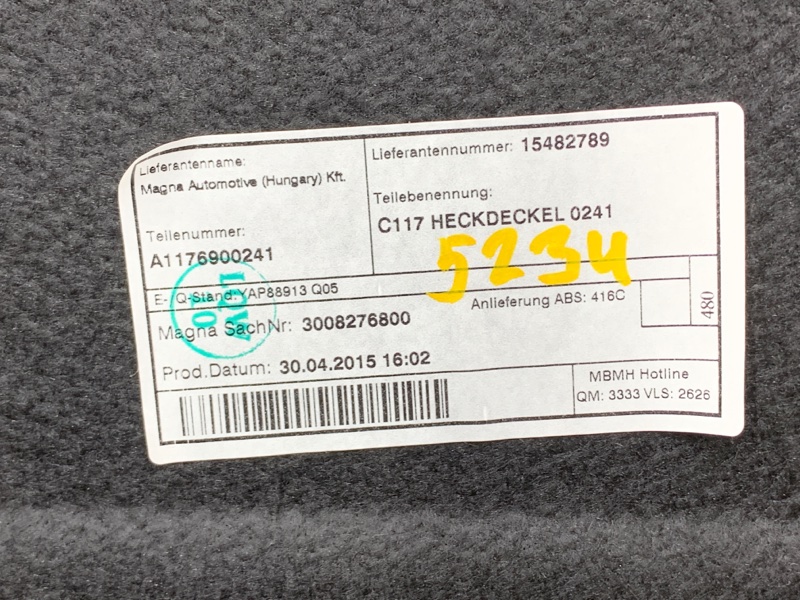 Lieferantenname:
Magna Automotive (Hungary) Kft.
Lieferantennummer: 15482789
Teilenummer:
A1176900241
Teilebenennung:
C117 HECKDECKEL 0241
5234
E- Q-Stand: YAP88913 Q05
Anlieferung ABS: 416C
480
Magna SachNr: 3008276800
Prod.Datum: 30.04.2015 16:02
MBMH Hotline
QM: 3333 VLS: 2626